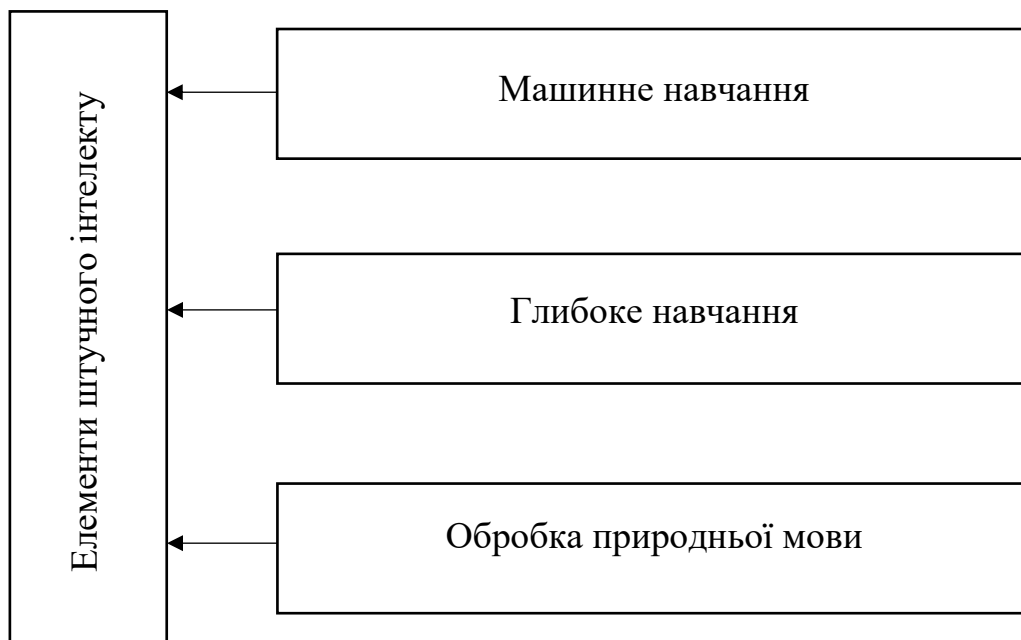 Елементи штучного інтелекту
Машинне навчання
Глибоке навчання
Обробка природньої мови